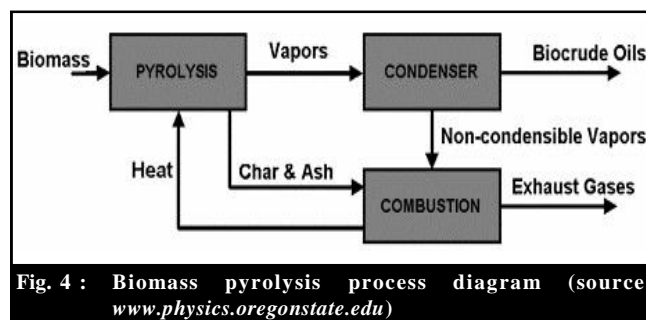 Biomass
PYROLYSIS
Vapors
CONDENSER
Biocrude Oils
Non-condensible Vapors
Heat
Char & Ash
COMBUSTION
Exhaust Gases
Fig. 4 : Biomass pyrolysis process diagram (source
www.physics.oregonstate.edu)